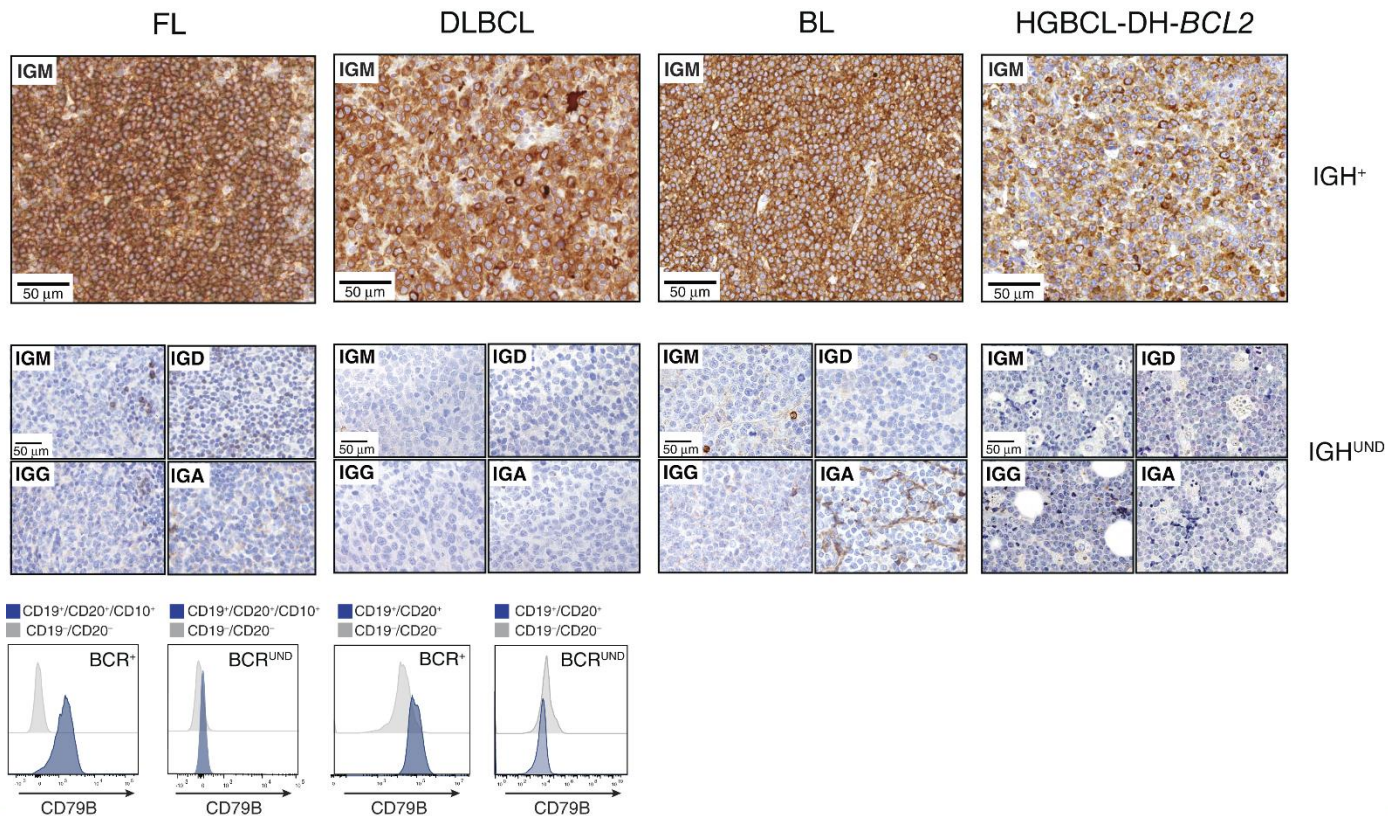 FL DLBCL BL HGBCL-DH-BCL2
IGM IGM IGM IGM
IGH⁺
50 µm 50 µm 50 µm 50 µm
IGM IGD IGM IGD IGM IGD IGM IGD
50 µm 50 µm 50 µm 50 µm
IGHᵁᴺᴰ
IGG IGA IGG IGA IGG IGA IGG IGA
CD19⁺/CD20⁺/CD10⁺ CD19⁺/CD20⁺/CD10⁺ CD19⁺/CD20⁺ CD19⁺/CD20⁺
CD19⁻/CD20⁻ CD19⁻/CD20⁻ CD19⁻/CD20⁻ CD19⁻/CD20⁻
BCR⁺ BCRᵁᴺᴰ BCR⁺ BCRᵁᴺᴰ
CD79B CD79B CD79B CD79B